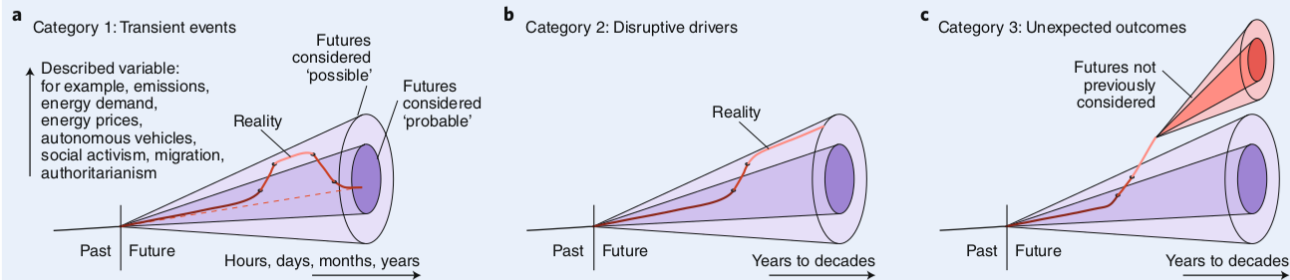 a
Category 1: Transient events
Described variable:
for example, emissions,
energy demand,
energy prices,
autonomous vehicles,
social activism, migration,
authoritarianism
Futures
considered
‘possible’
Futures
considered
‘probable’
Reality
Past
Future
Hours, days, months, years
b
Category 2: Disruptive drivers
Reality
Past
Future
Years to decades
c
Category 3: Unexpected outcomes
Futures not
previously
considered
Past
Future
Years to decades